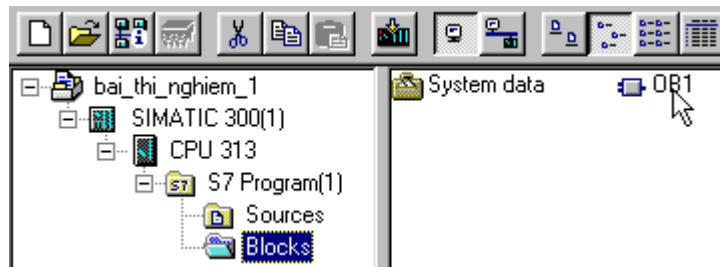 bai_thi_nghiem_1
SIMATIC 300(1)
CPU 313
S7 Program(1)
Sources
Blocks
System data
OB1